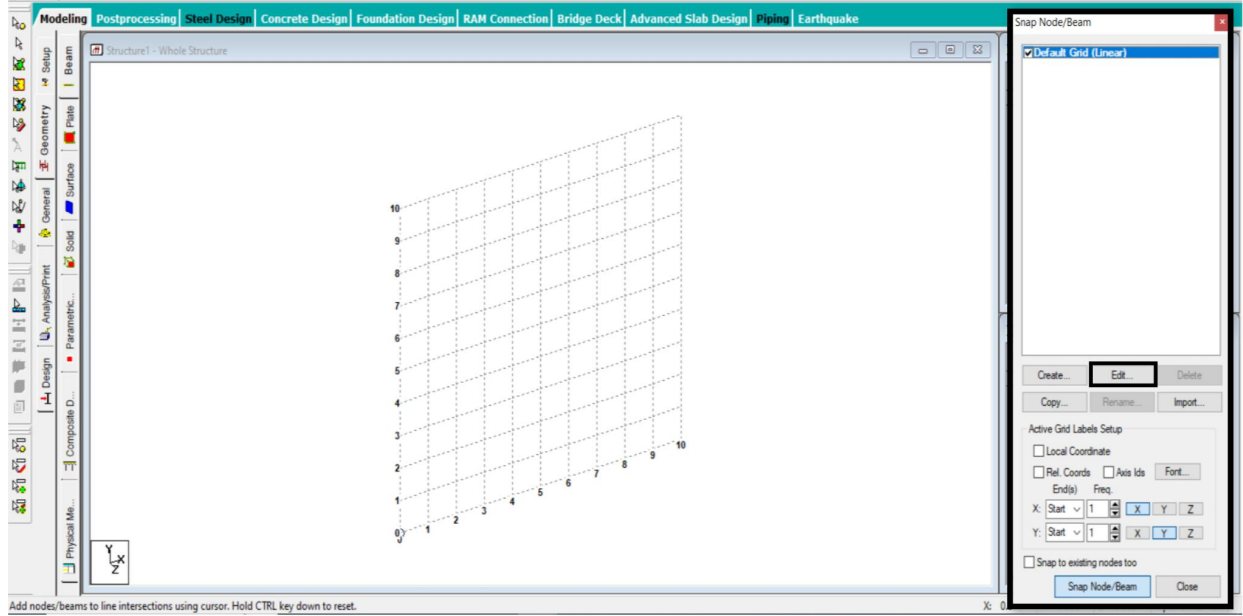 Modeling Postprocessing Steel Design Concrete Design Foundation Design RAM Connection Bridge Deck Advanced Slab Design Piping Earthquake
Snap Node/Beam
Setup
Geometry
General
Analysis/Print
Design
Beam
Plate
Surface
Solid
Parametric...
Composite D...
Physical Me...
Structure1 - Whole Structure
10
9
8
7
6
5
4
3
2
1
0
1
2
3
4
5
6
7
8
9
10
Y
X
Z
Default Grid (Linear)
Create... Edit... Delete
Copy... Rename... Import...
Active Grid Labels Setup
Local Coordinate
Rel. Coords Axis Ids Font...
End(s) Freq.
X: Start 1 X Y Z
Y: Start 1 X Y Z
Snap to existing nodes too
Snap Node/Beam Close
Add nodes/beams to line intersections using cursor. Hold CTRL key down to reset.
X: